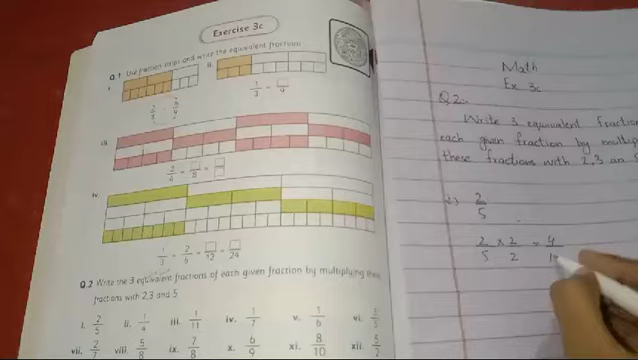 Exercise 3c
Q.1 Use fraction strips and write the equivalent fractions
i.
ii.
1/3 = □/9
iii.
2/4 = □/8 = □/□
iv.
1/3 = 2/6 = □/12 = □/24
Q.2 Write the 3 equivalent fractions of each given fraction by multiplying the
fractions with 2,3 and 5
i. 2/5 ii. 1/4 iii. 1/11 iv. 1/7 v. 1/6 vi.
vii. 2/7 viii. 5/8 ix. 7/8 x. 6/9 xi. 8/10 xii. 5/2
Math
Ex 3c
Q2:-
Write 3 equivalent fraction
each given fraction by
these fractions with 2,3
2/5
2/5 × 2/2 = 4/